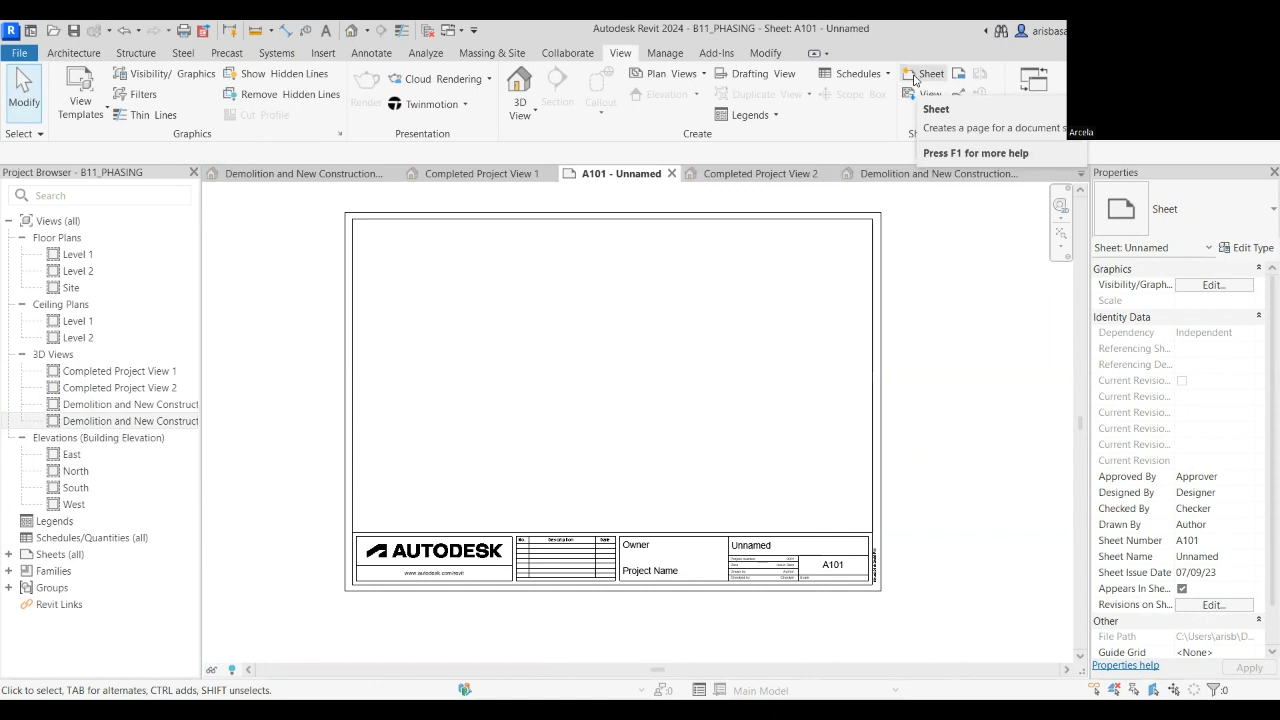 Autodesk Revit 2024 - B11_PHASING - Sheet: A101 - Unnamed
arisbasa
File Architecture Structure Steel Precast Systems Insert Annotate Analyze Massing & Site Collaborate View Manage Add-Ins Modify
Modify
Select
View
Templates
Visibility/ Graphics
Filters
Thin Lines
Show Hidden Lines
Remove Hidden Lines
Cut Profile
Graphics
Render
Cloud Rendering
Twinmotion
Presentation
3D
View
Section
Callout
Plan Views
Elevation
Drafting View
Duplicate View
Legends
Schedules
Scope Box
Create
Sheet
View
Sheet
Creates a page for a document s
Press F1 for more help
Arcela
Project Browser - B11_PHASING
Search
Views (all)
Floor Plans
Level 1
Level 2
Site
Ceiling Plans
Level 1
Level 2
3D Views
Completed Project View 1
Completed Project View 2
Demolition and New Construct
Demolition and New Construct
Elevations (Building Elevation)
East
North
South
West
Legends
Schedules/Quantities (all)
Sheets (all)
Families
Groups
Revit Links
Demolition and New Construction...
Completed Project View 1
A101 - Unnamed
Completed Project View 2
Demolition and New Construction...
AUTODESK
www.autodesk.com/revit
No. Description Date
Owner
Project Name
Unnamed
A101
Properties
Sheet
Sheet: Unnamed
Edit Type
Graphics
Visibility/Graph... Edit...
Scale
Identity Data
Dependency Independent
Referencing Sh...
Referencing De...
Current Revisio...
Current Revisio...
Current Revisio...
Current Revisio...
Current Revisio...
Current Revision
Approved By Approver
Designed By Designer
Checked By Checker
Drawn By Author
Sheet Number A101
Sheet Name Unnamed
Sheet Issue Date 07/09/23
Appears In She...
Revisions on Sh... Edit...
Other
File Path C:\Users\arisb\D...
Guide Grid <None>
Properties help
Apply
Click to select, TAB for alternates, CTRL adds, SHIFT unselects.
:0
Main Model
:0